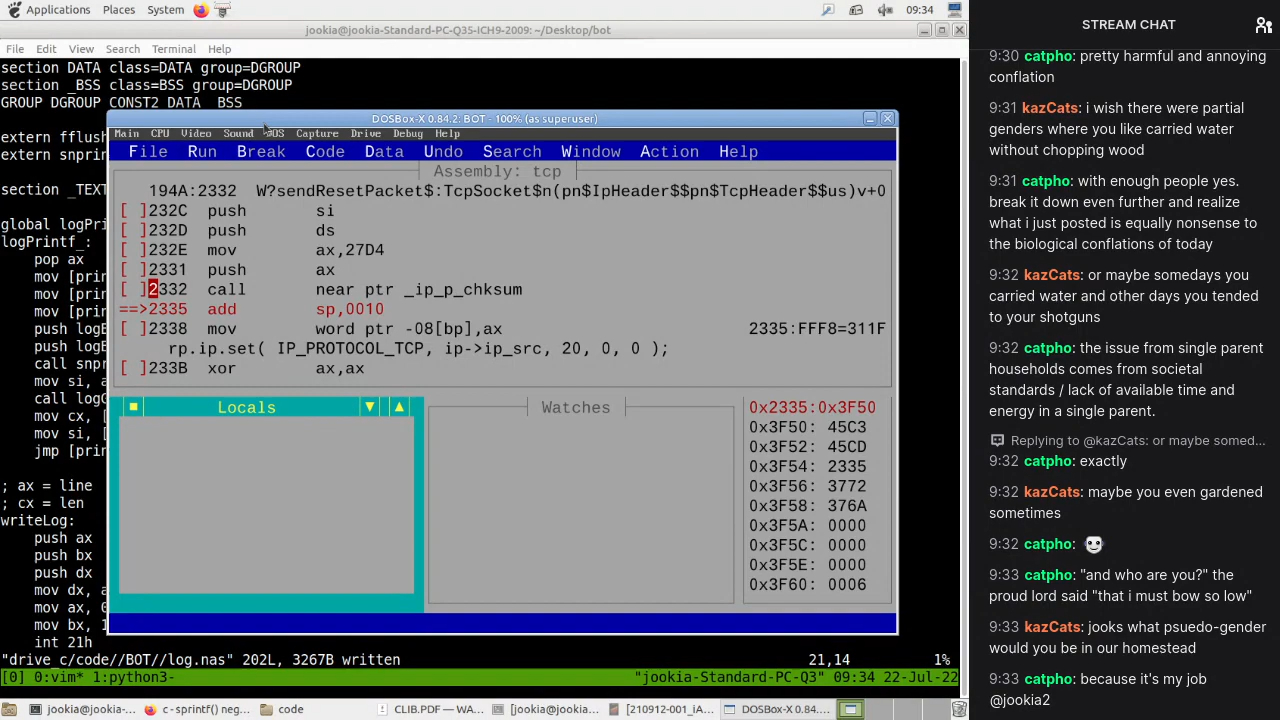 Applications Places System 09:34
jookia@jookia-Standard-PC-Q35-ICH9-2009: ~/Desktop/bot
File Edit View Search Terminal Help
section DATA class=DATA group=DGROUP
section _BSS class=BSS group=DGROUP
GROUP DGROUP CONST2 DATA _BSS
extern fflush
extern snprin
section _TEXT
global logPri
logPrintf_:
pop ax
mov [prin
mov [prin
mov [prin
push logB
push logB
call snpr
mov si, a
call logG
mov cx, [
mov si, [
jmp [prin
; ax = line
; cx = len
writeLog:
push ax
push bx
push dx
mov dx, a
mov ax, 0
mov bx, 1
int 21h
"drive_c/code//BOT//log.nas" 202L, 3267B written 21,14 1%
[0] 0:vim* 1:python3- "jookia-Standard-PC-Q3" 09:34 22-Jul-22
DOSBox-X 0.84.2: BOT - 100% (as superuser)
Main CPU Video Sound DOS Capture Drive Debug Help
File Run Break Code Data Undo Search Window Action Help
Assembly: tcp
194A:2332 W?sendResetPacket$:TcpSocket$n(pn$IpHeader$$pn$TcpHeader$$us)v+0
[ ]232C push si
[ ]232D push ds
[ ]232E mov ax,27D4
[ ]2331 push ax
[ ]2332 call near ptr _ip_p_chksum
==>2335 add sp,0010
[ ]2338 mov word ptr -08[bp],ax 2335:FFF8=311F
rp.ip.set( IP_PROTOCOL_TCP, ip->ip_src, 20, 0, 0 );
[ ]233B xor ax,ax
Locals
Watches
0x2335:0x3F50
0x3F50: 45C3
0x3F52: 45CD
0x3F54: 2335
0x3F56: 3772
0x3F58: 376A
0x3F5A: 0000
0x3F5C: 0000
0x3F5E: 0000
0x3F60: 0006
jookia@jookia-... c - sprintf() neg... code CLIB.PDF — WA... [jookia@jookia-... [210912-001_iA... DOSBox-X 0.84....
STREAM CHAT
9:30 catpho: pretty harmful and annoying
conflation
9:31 kazCats: i wish there were partial
genders where you like carried water
without chopping wood
9:31 catpho: with enough people yes.
break it down even further and realize
what i just posted is equally nonsense to
the biological conflations of today
9:32 kazCats: or maybe somedays you
carried water and other days you tended
to your shotguns
9:32 catpho: the issue from single parent
households comes from societal
standards / lack of available time and
energy in a single parent.
Replying to @kazCats: or maybe somed...
9:32 catpho: exactly
9:32 kazCats: maybe you even gardened
sometimes
9:32 catpho:
9:33 catpho: "and who are you?" the
proud lord said "that i must bow so low"
9:33 kazCats: jooks what psuedo-gender
would you be in our homestead
9:33 catpho: because it's my job
@jookia2